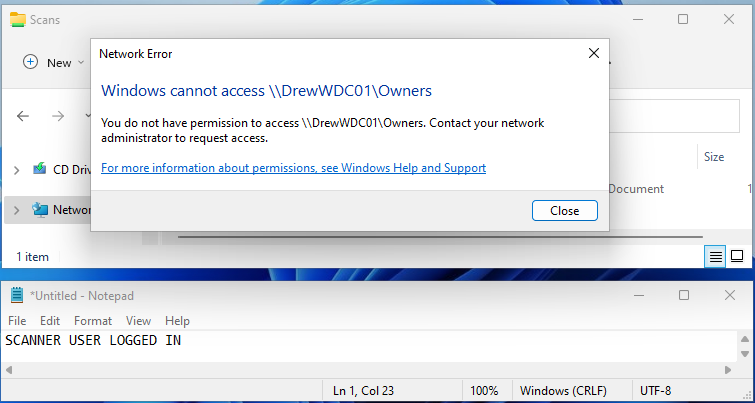 Scans
New
Network Error
Windows cannot access \\DrewWDC01\Owners
You do not have permission to access \\DrewWDC01\Owners. Contact your network
administrator to request access.
For more information about permissions, see Windows Help and Support
Close
Size
CD Driv
Document
1
Networ
1 item
*Untitled - Notepad
File Edit Format View Help
SCANNER USER LOGGED IN
Ln 1, Col 23
100%
Windows (CRLF)
UTF-8